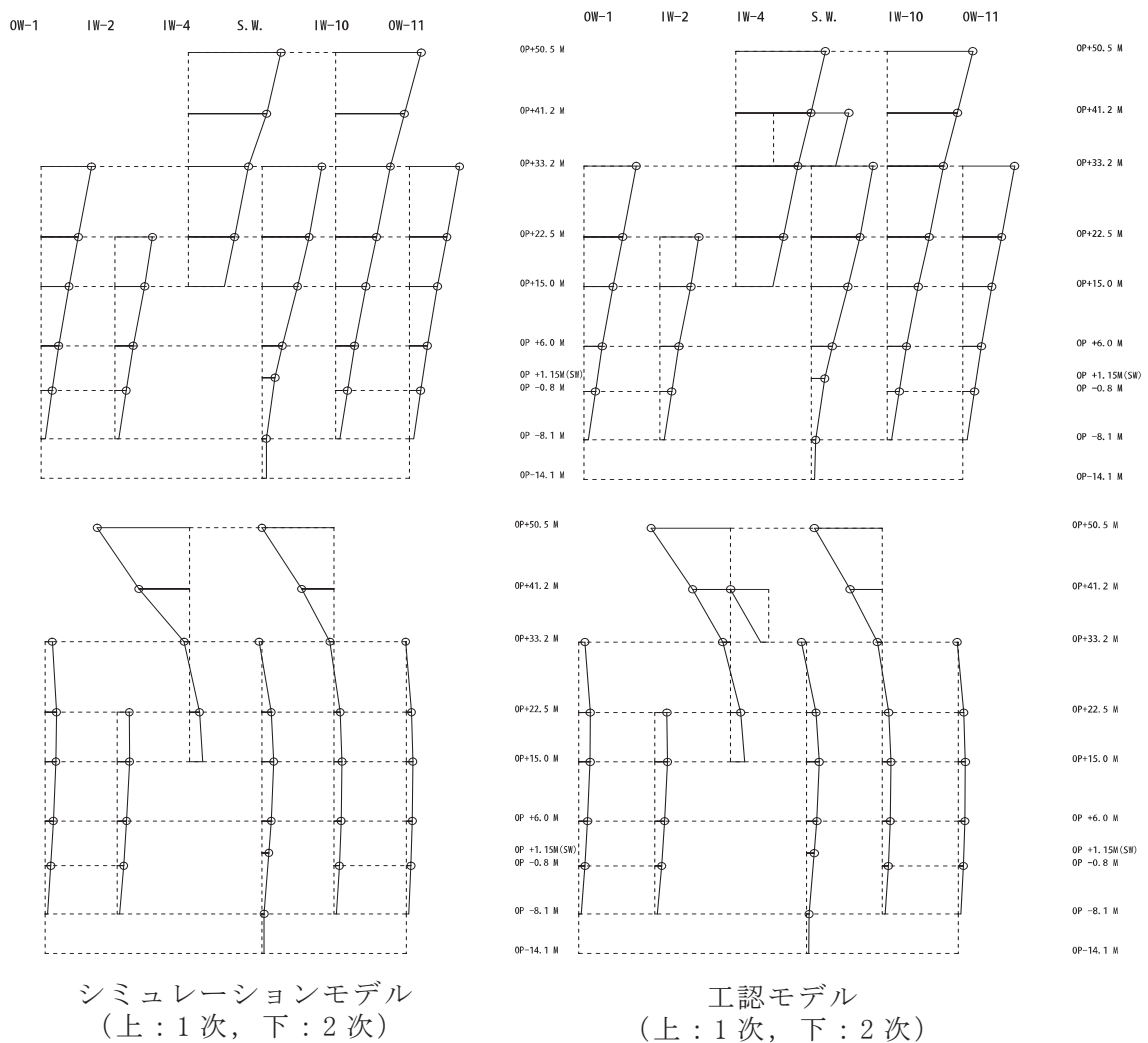 OW-1 IW-2 IW-4 S.W. IW-10 OW-11
OP+50.5 M
OP+41.2 M
OP+33.2 M
OP+22.5 M
OP+15.0 M
OP +6.0 M
OP +1.15M(SW)
OP -0.8 M
OP -8.1 M
OP-14.1 M
OW-1 IW-2 IW-4 S.W. IW-10 OW-11
OP+50.5 M
OP+41.2 M
OP+33.2 M
OP+22.5 M
OP+15.0 M
OP +6.0 M
OP +1.15M(SW)
OP -0.8 M
OP -8.1 M
OP-14.1 M
OP+50.5 M
OP+41.2 M
OP+33.2 M
OP+22.5 M
OP+15.0 M
OP +6.0 M
OP +1.15M(SW)
OP -0.8 M
OP -8.1 M
OP-14.1 M
OP+50.5 M
OP+41.2 M
OP+33.2 M
OP+22.5 M
OP+15.0 M
OP +6.0 M
OP +1.15M(SW)
OP -0.8 M
OP -8.1 M
OP-14.1 M
シミュレーションモデル
(上:1次,下:2次)
工認モデル
(上:1次,下:2次)